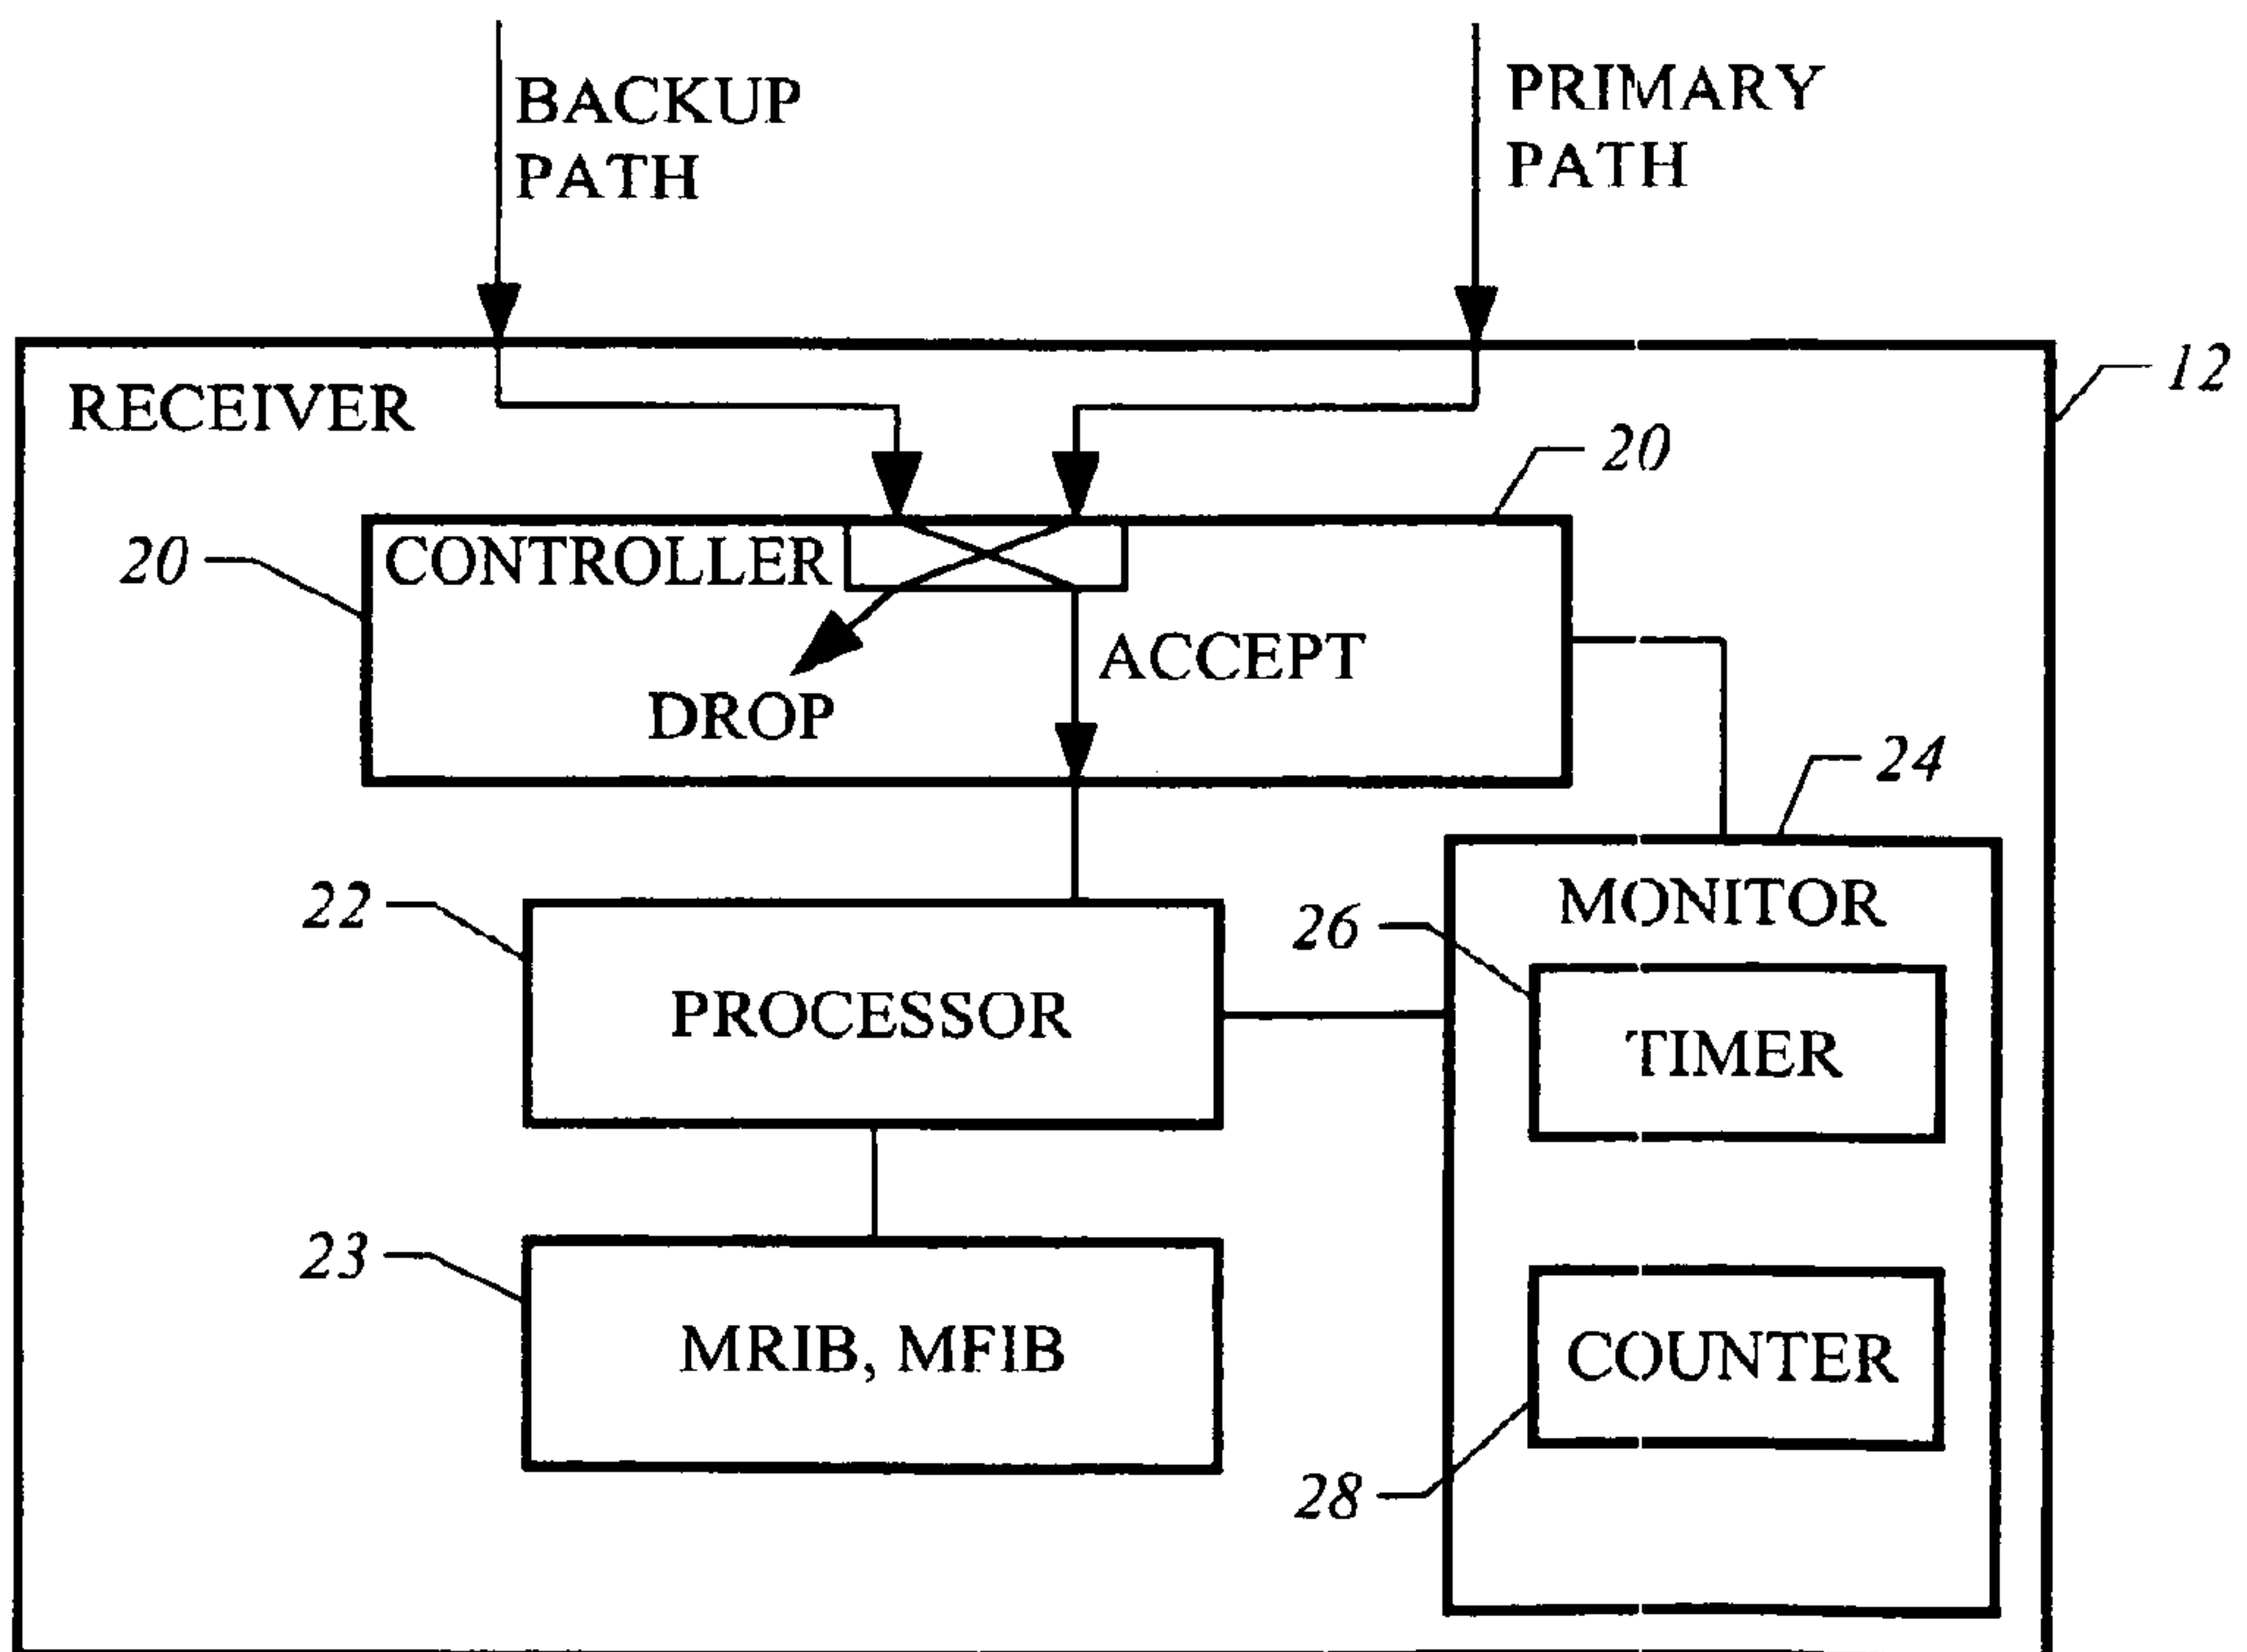 BACKUP
PATH
PRIMARY
PATH
RECEIVER
12
20
20
CONTROLLER
ACCEPT
DROP
24
22
MONITOR
26
PROCESSOR
TIMER
23
MRIB, MFIB
COUNTER
28